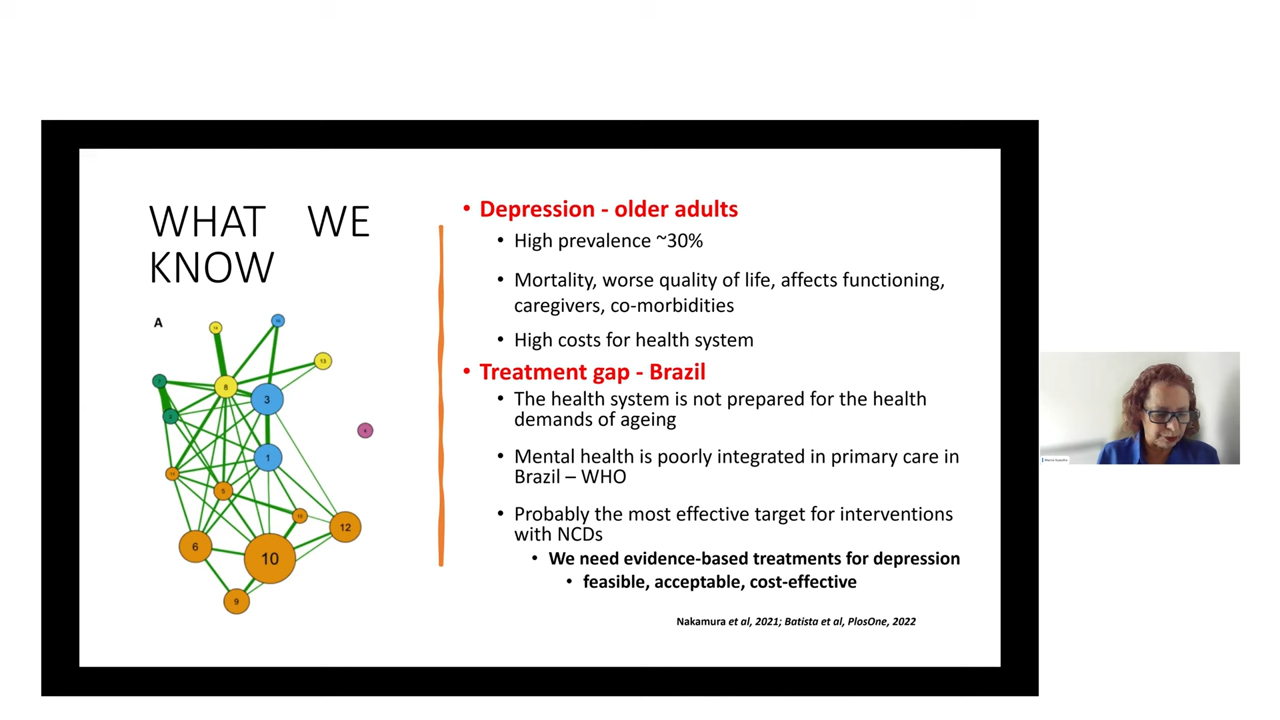 WHAT WE
KNOW
A
8
3
13
1
5
12
6
10
9
• Depression - older adults
• High prevalence ~30%
• Mortality, worse quality of life, affects functioning,
caregivers, co-morbidities
• High costs for health system
• Treatment gap - Brazil
• The health system is not prepared for the health
demands of ageing
• Mental health is poorly integrated in primary care in
Brazil – WHO
• Probably the most effective target for interventions
with NCDs
• We need evidence-based treatments for depression
• feasible, acceptable, cost-effective
Nakamura et al, 2021; Batista et al, PlosOne, 2022